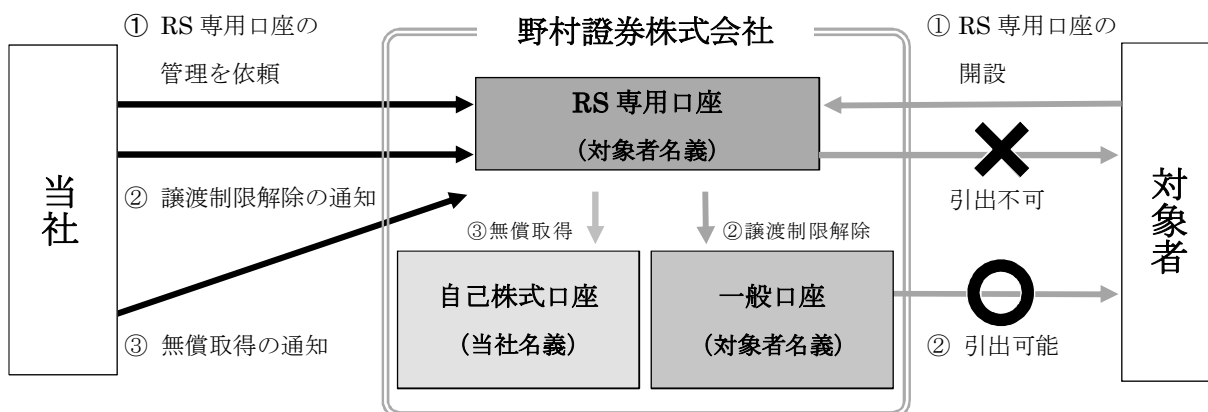 ① RS 専用口座の
管理を依頼
野村證券株式会社
① RS 専用口座の
開設
RS 専用口座
(対象者名義)
当社
② 譲渡制限解除の通知
引出不可
対象者
③無償取得
②譲渡制限解除
自己株式口座
(当社名義)
一般口座
(対象者名義)
③ 無償取得の通知
② 引出可能